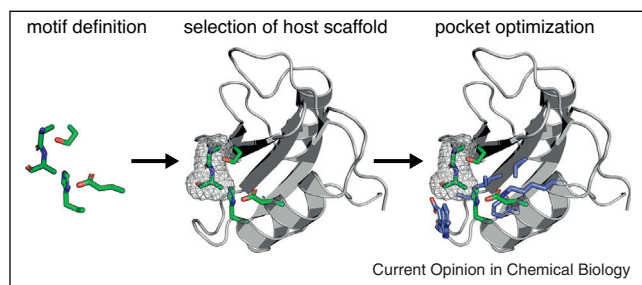 motif definition
selection of host scaffold
pocket optimization
Current Opinion in Chemical Biology